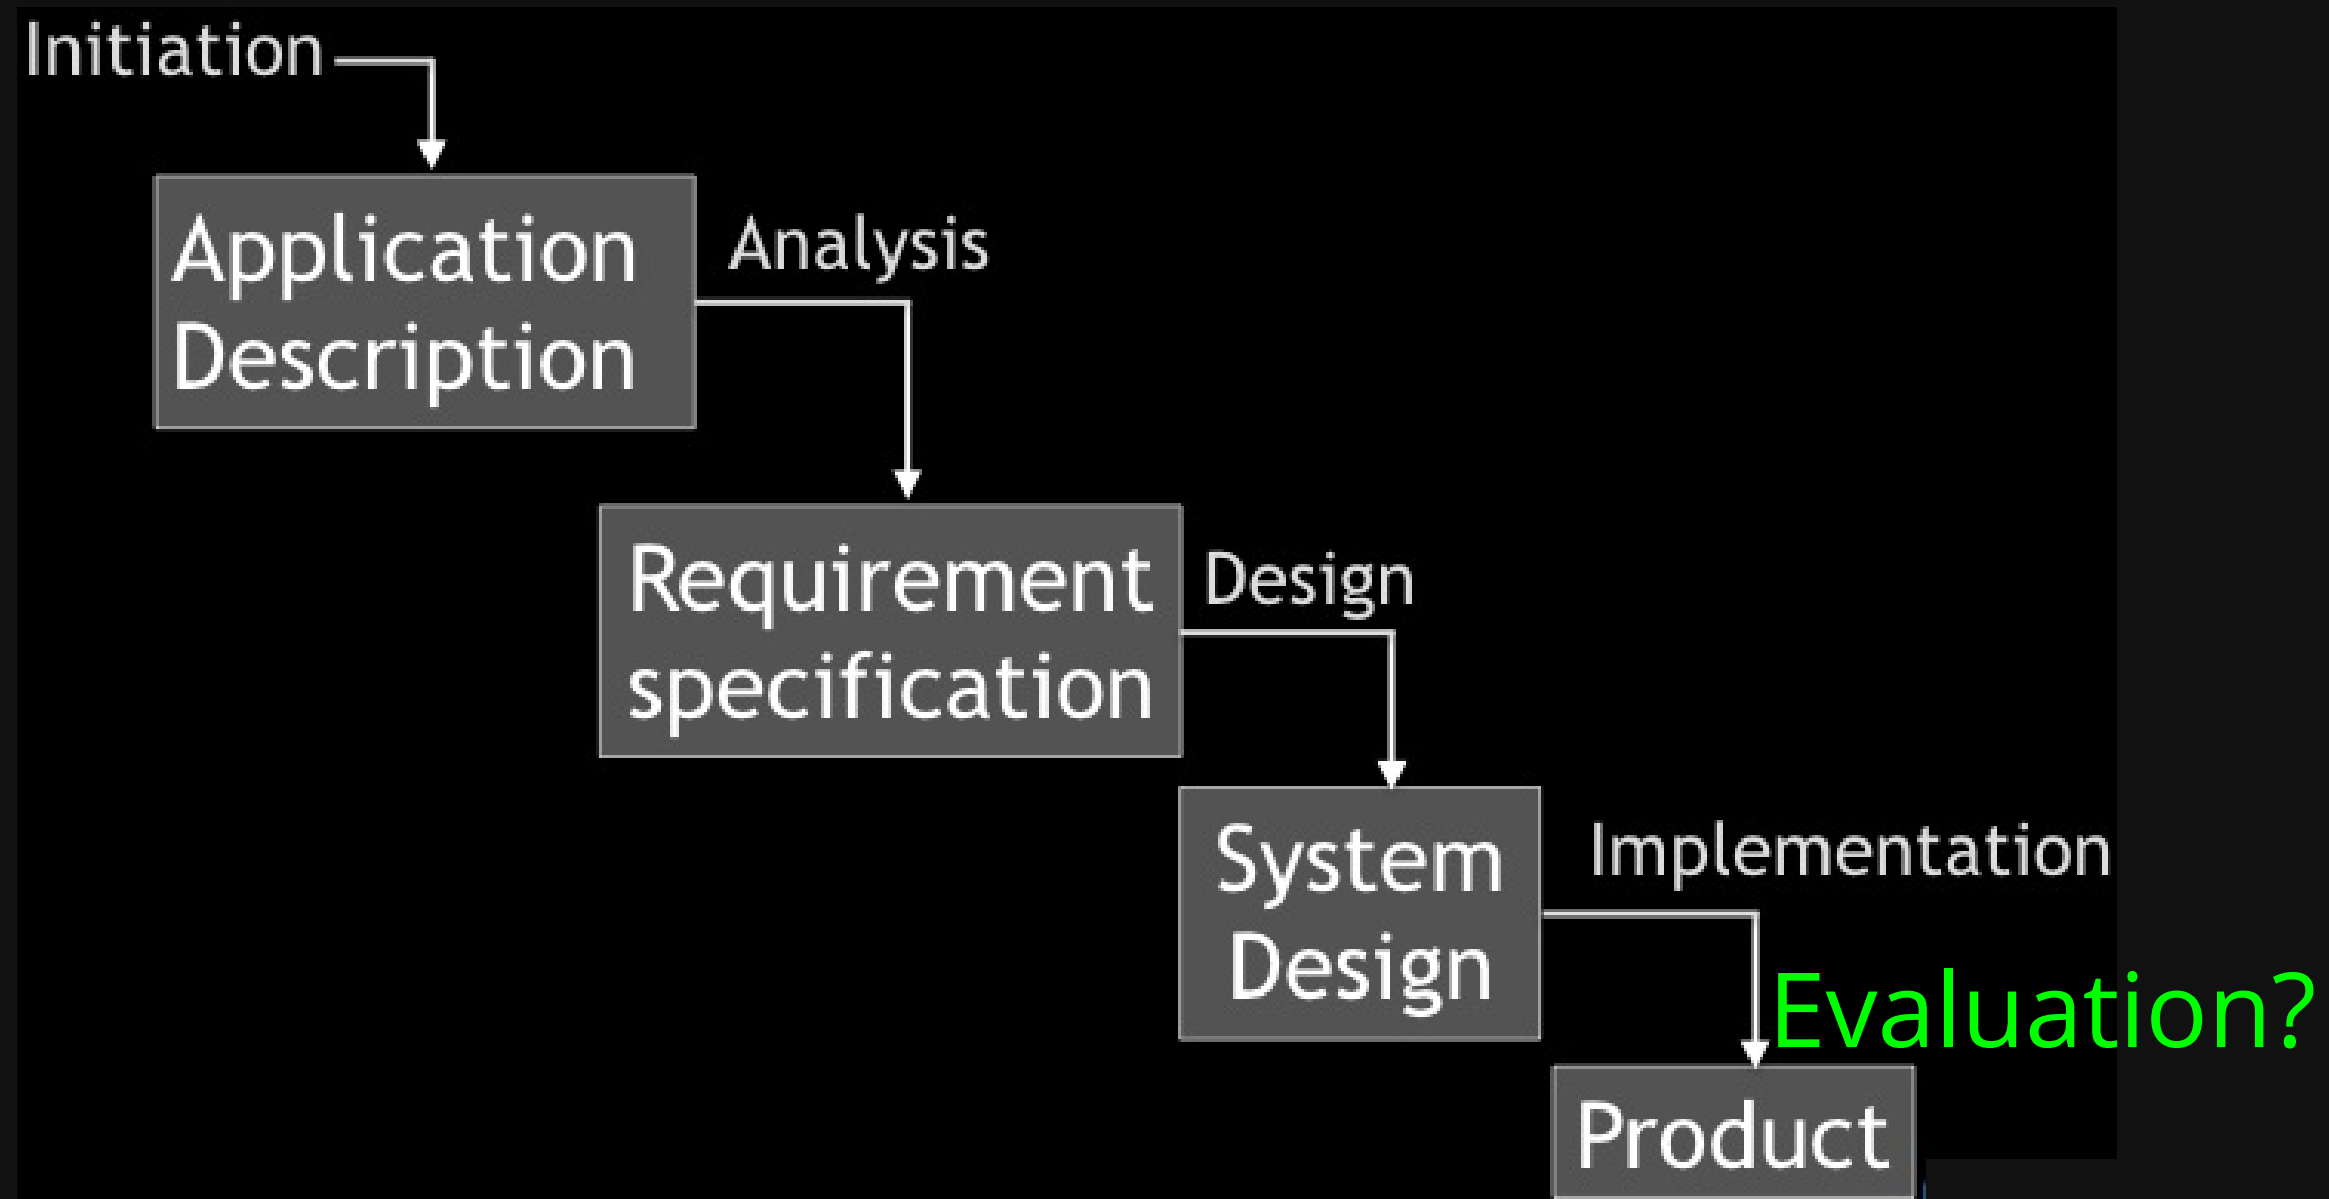 Initiation
Application
Description
Analysis
Requirement
specification
Design
System
Design
Implementation
Evaluation?
Product